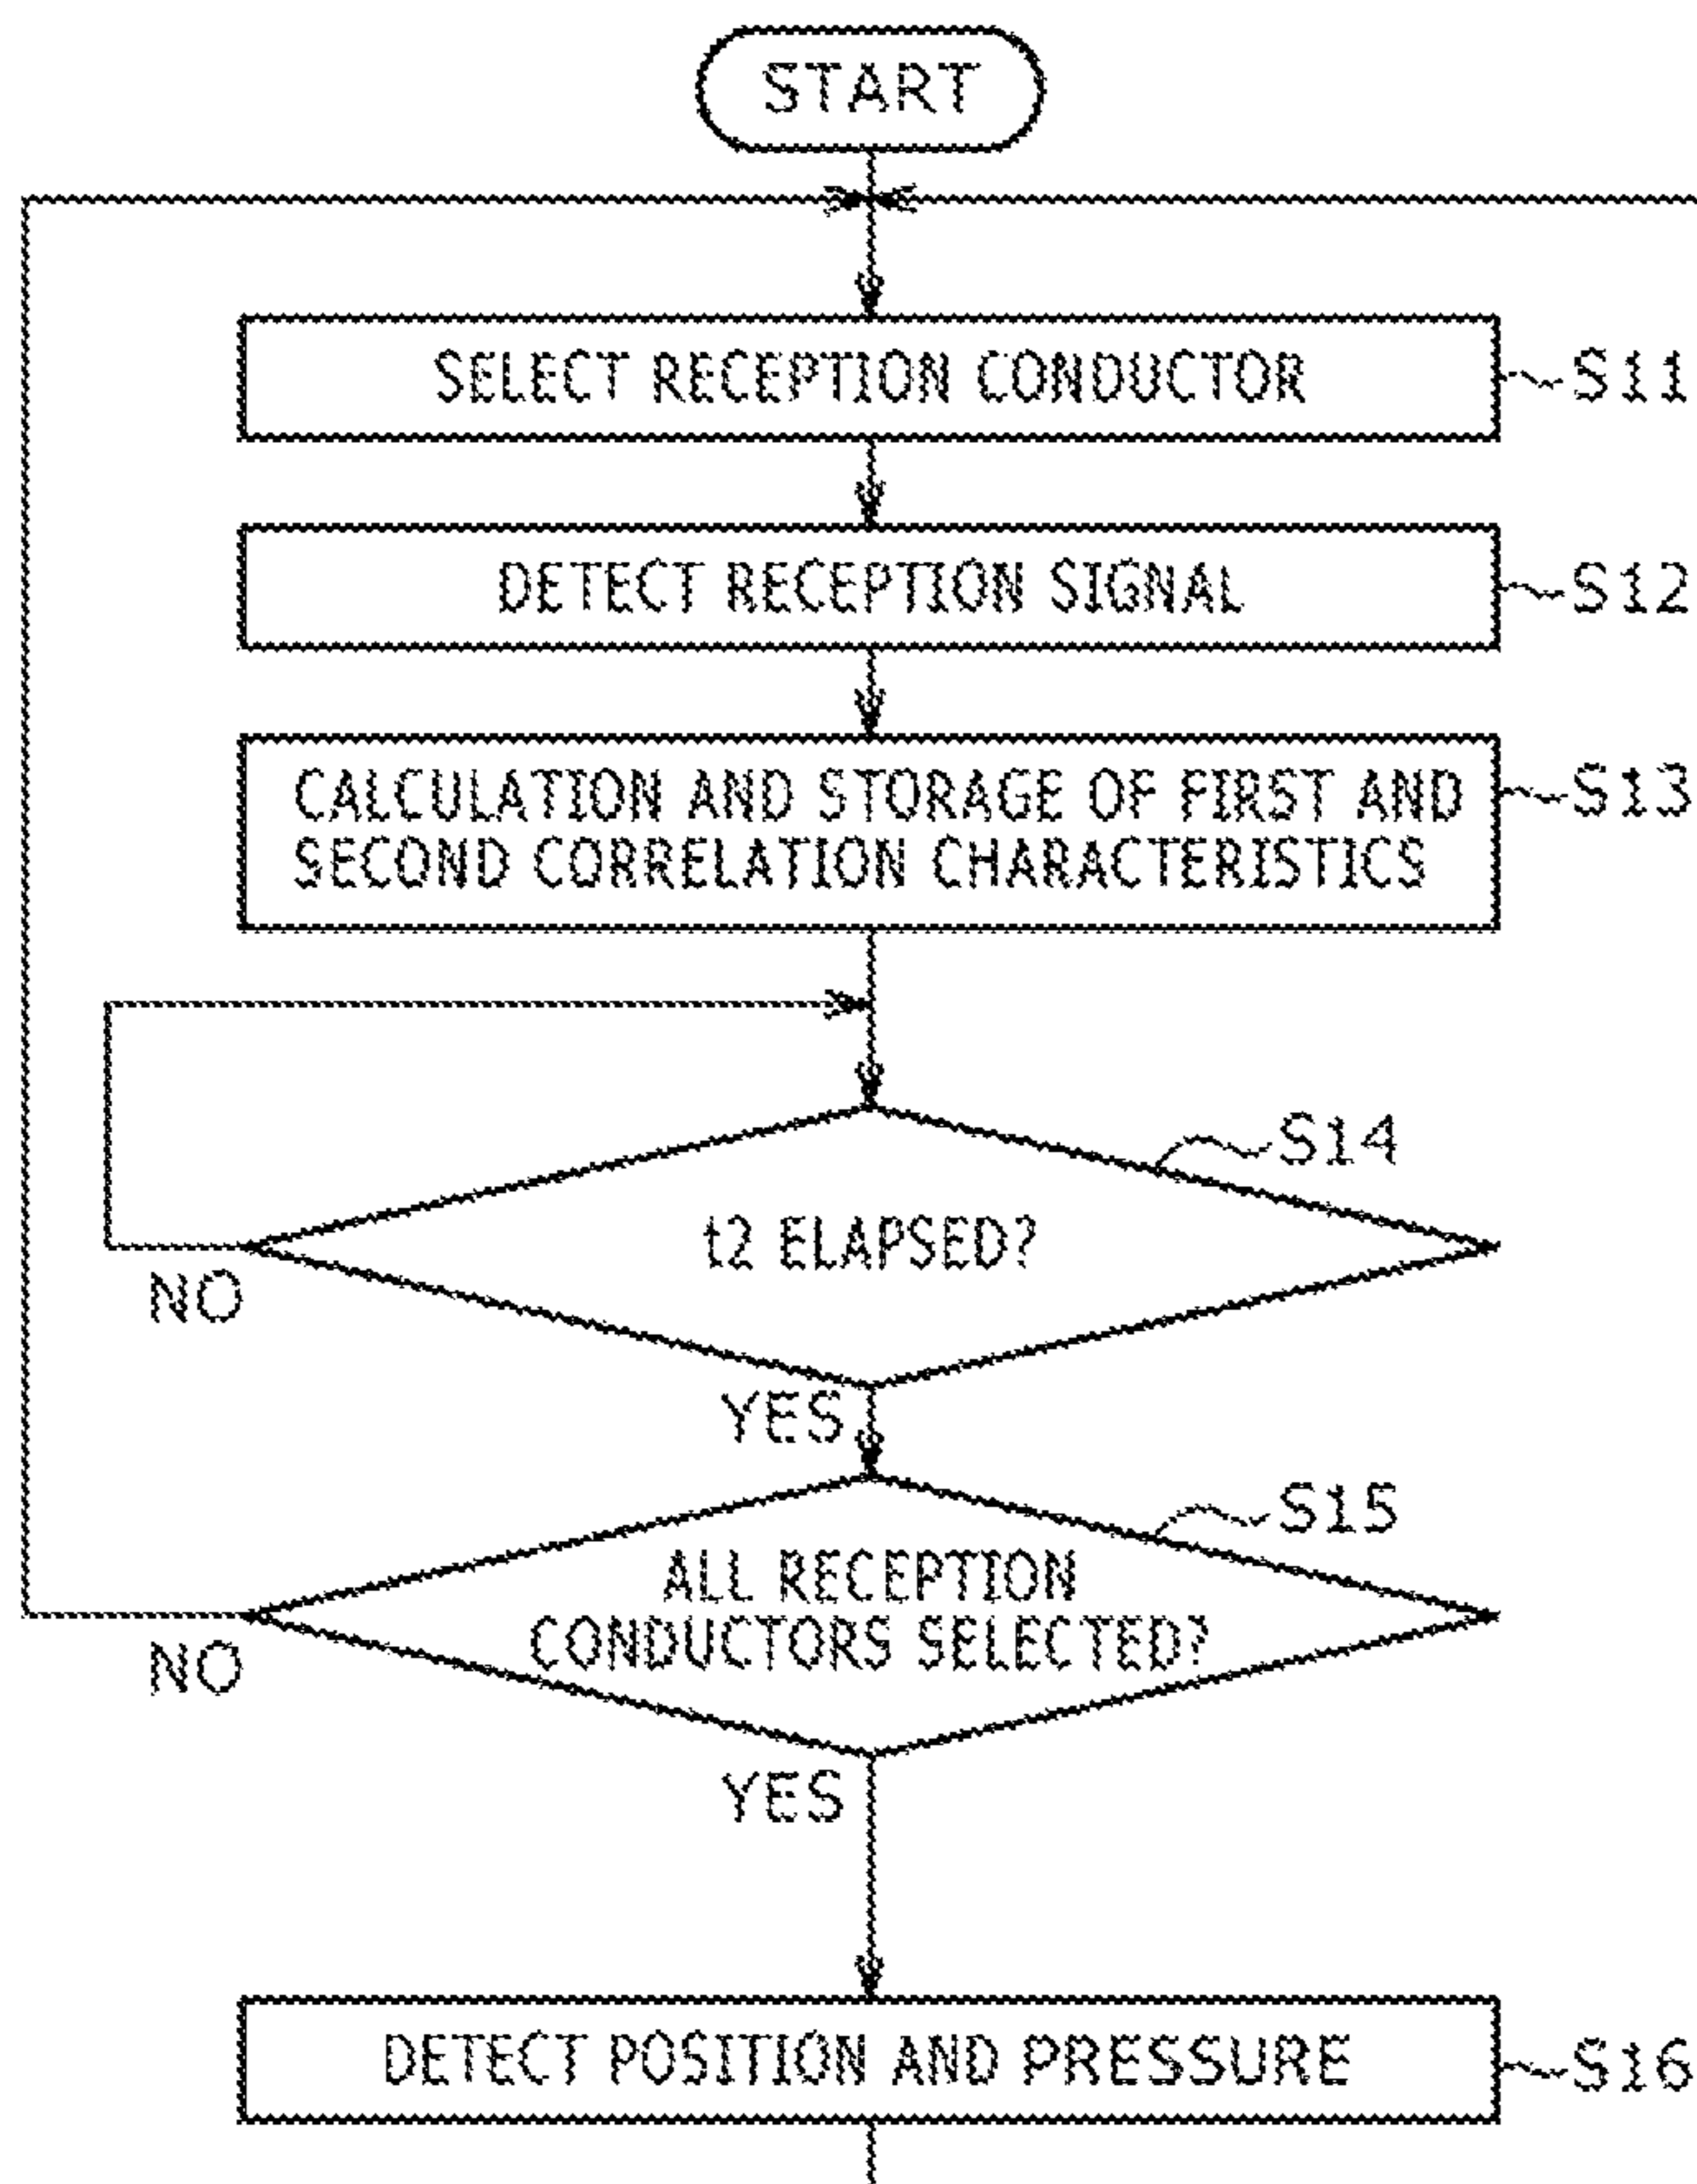 START
SELECT RECEPTION CONDUCTOR
S11
DETECT RECEPTION SIGNAL
S12
CALCULATION AND STORAGE OF FIRST AND
SECOND CORRELATION CHARACTERISTICS
S13
S14
t2 ELAPSED?
NO
YES
S15
ALL RECEPTION
CONDUCTORS SELECTED?
NO
YES
DETECT POSITION AND PRESSURE
S16